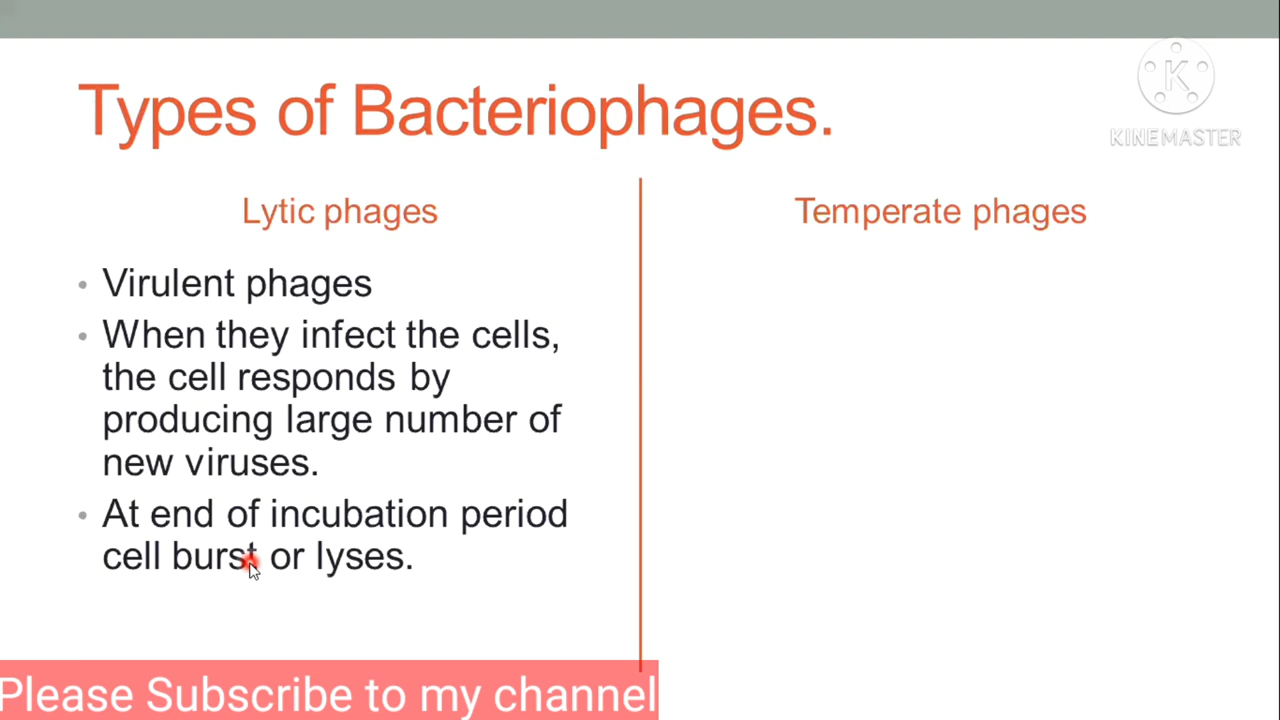 Types of Bacteriophages.
K
KINEMASTER
Lytic phages
Temperate phages
• Virulent phages
• When they infect the cells,
the cell responds by
producing large number of
new viruses.
• At end of incubation period
cell burst or lyses.
Please Subscribe to my channel